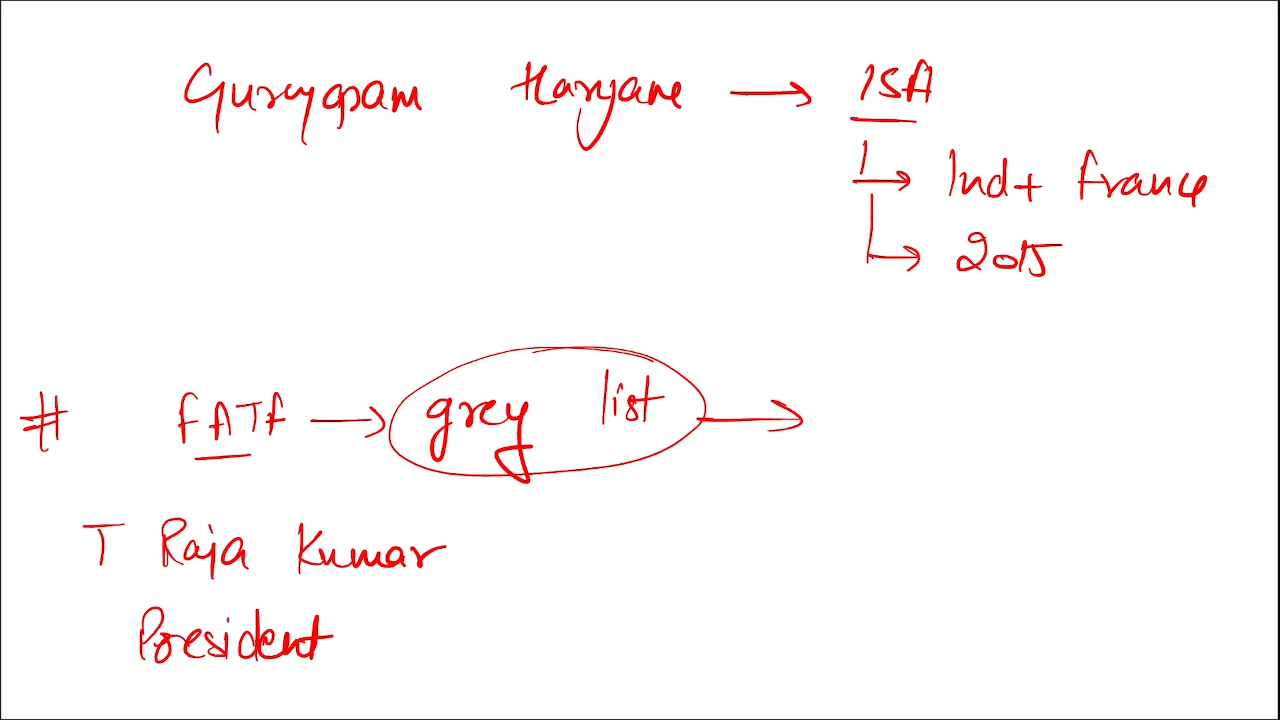 Gurugram Haryana → ISA
→ Ind + France
→ 2015
# FATF → grey list →
T Raja Kumar
President